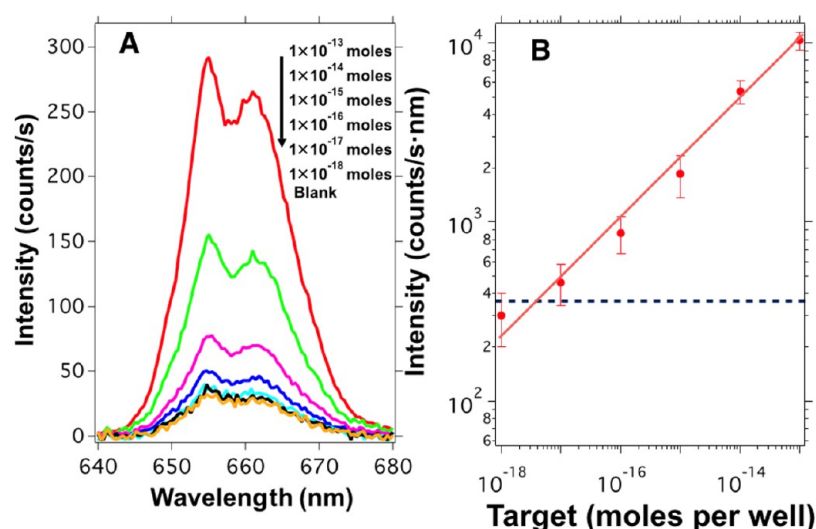 A
1×10⁻¹³ moles
1×10⁻¹⁴ moles
1×10⁻¹⁵ moles
1×10⁻¹⁶ moles
1×10⁻¹⁷ moles
1×10⁻¹⁸ moles
Blank
300
250
200
150
100
50
0
Intensity (counts/s)
640 650 660 670 680
Wavelength (nm)
B
10⁴
8
6
4
2
10³
8
6
4
2
10²
8
6
Intensity (counts/s·nm)
10⁻¹⁸ 10⁻¹⁶ 10⁻¹⁴
Target (moles per well)